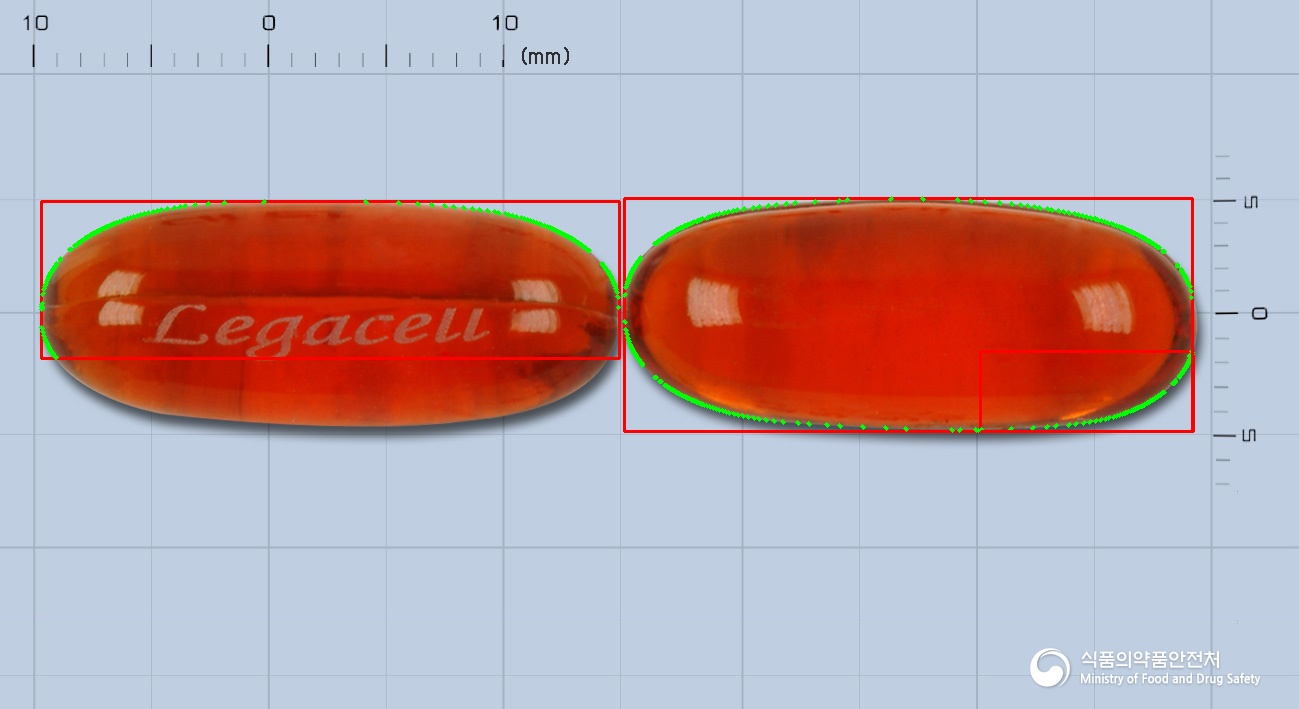 10 0 10
(mm)
5
Legacell
0
5
식품의약품안전처
Ministry of Food and Drug Safety